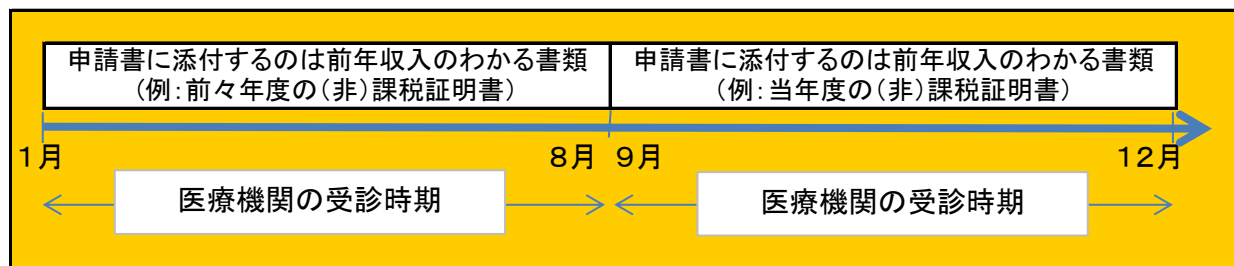 申請書に添付するのは前年収入のわかる書類
(例:前々年度の(非)課税証明書)
申請書に添付するのは前年収入のわかる書類
(例:当年度の(非)課税証明書)
1月
8月
9月
12月
医療機関の受診時期
医療機関の受診時期